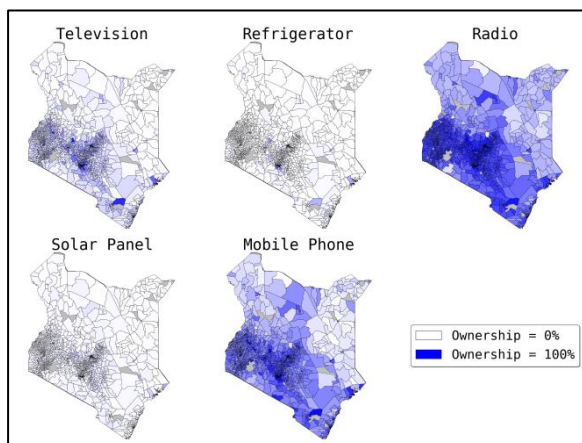 Television
Refrigerator
Radio
Solar Panel
Mobile Phone
Ownership = 0%
Ownership = 100%